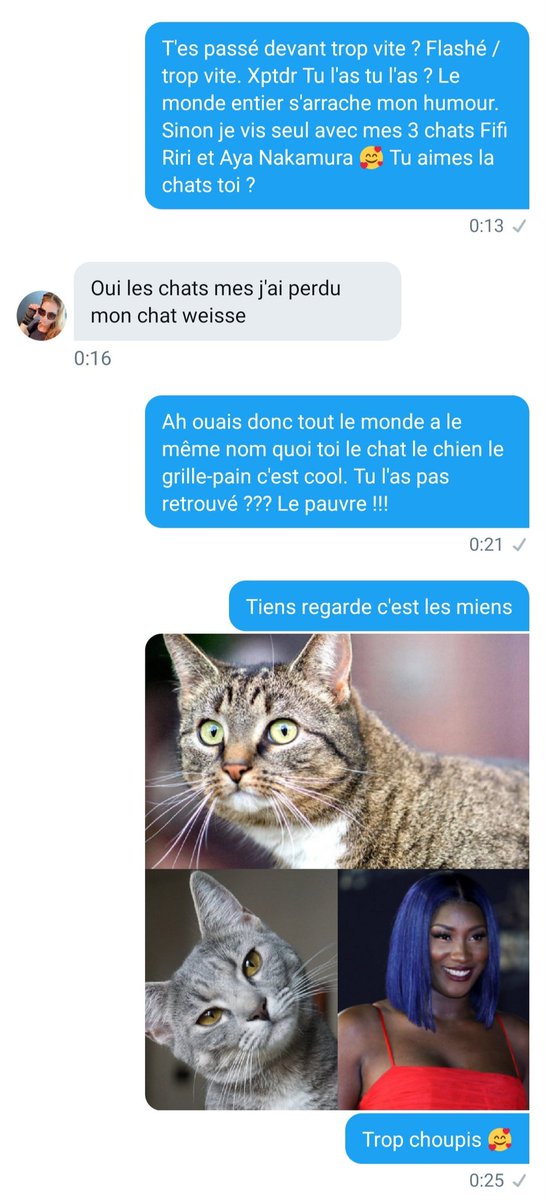 T'es passé devant trop vite ? Flashé /
trop vite. Xptdr Tu l'as tu l'as ? Le
monde entier s'arrache mon humour.
Sinon je vis seul avec mes 3 chats Fifi
Riri et Aya Nakamura 🥰 Tu aimes la
chats toi ?
0:13 ✓
Oui les chats mes j'ai perdu
mon chat weisse
0:16
Ah ouais donc tout le monde a le
même nom quoi toi le chat le chien le
grille-pain c'est cool. Tu l'as pas
retrouvé ??? Le pauvre !!!
0:21 ✓
Tiens regarde c'est les miens
Trop choupis 🥰
0:25 ✓